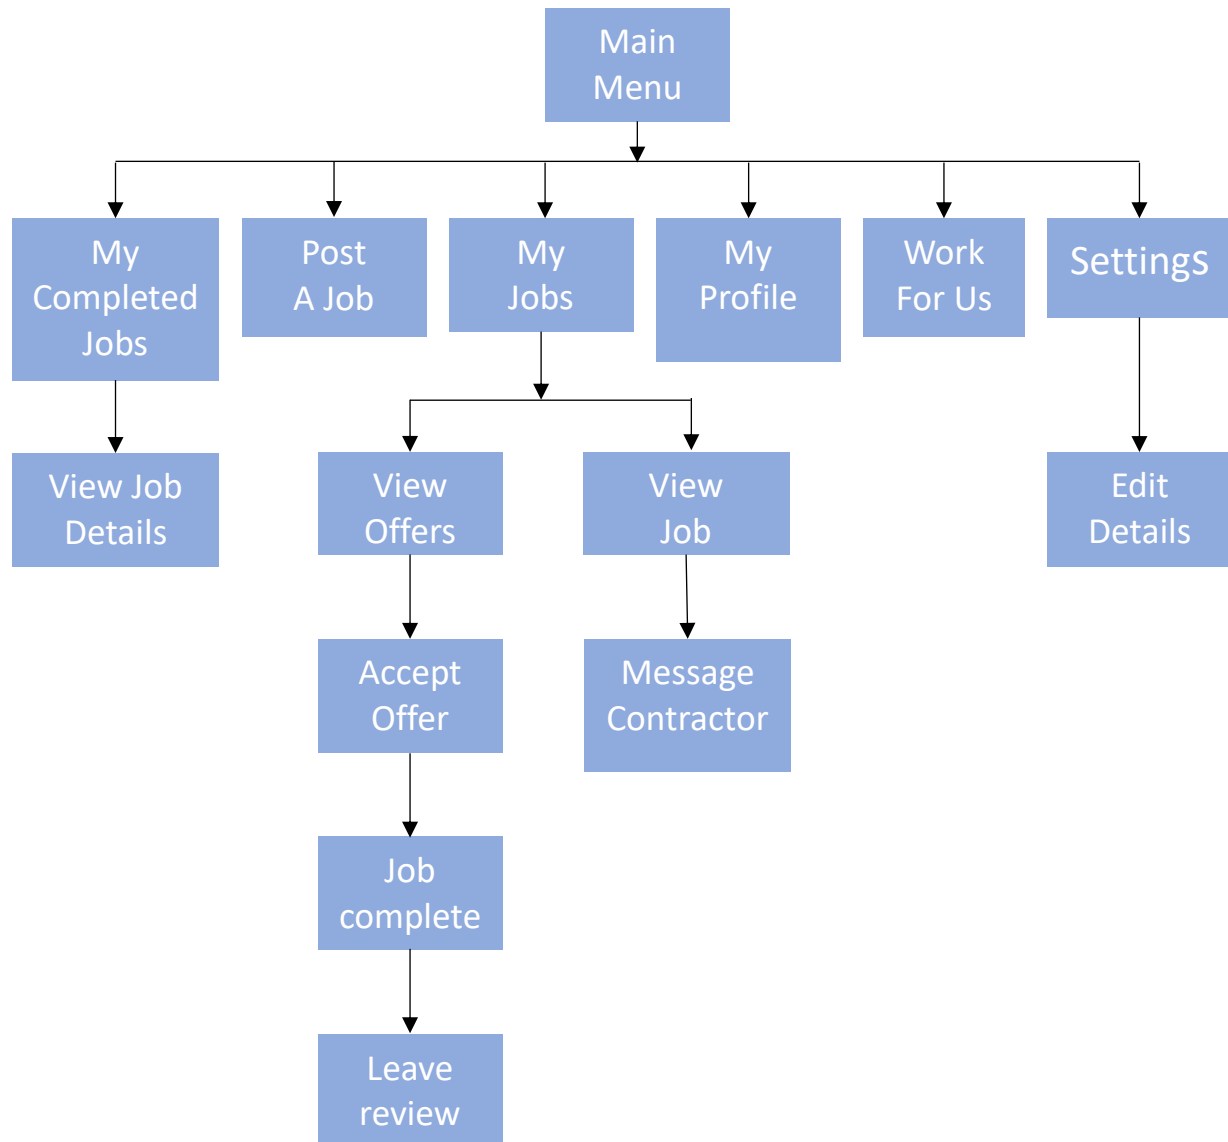 Main
Menu
My
Completed
Jobs
Post
A Job
My
Jobs
My
Profile
Work
For Us
Settings
View Job
Details
View
Offers
View
Job
Edit
Details
Accept
Offer
Message
Contractor
Job
complete
Leave
review